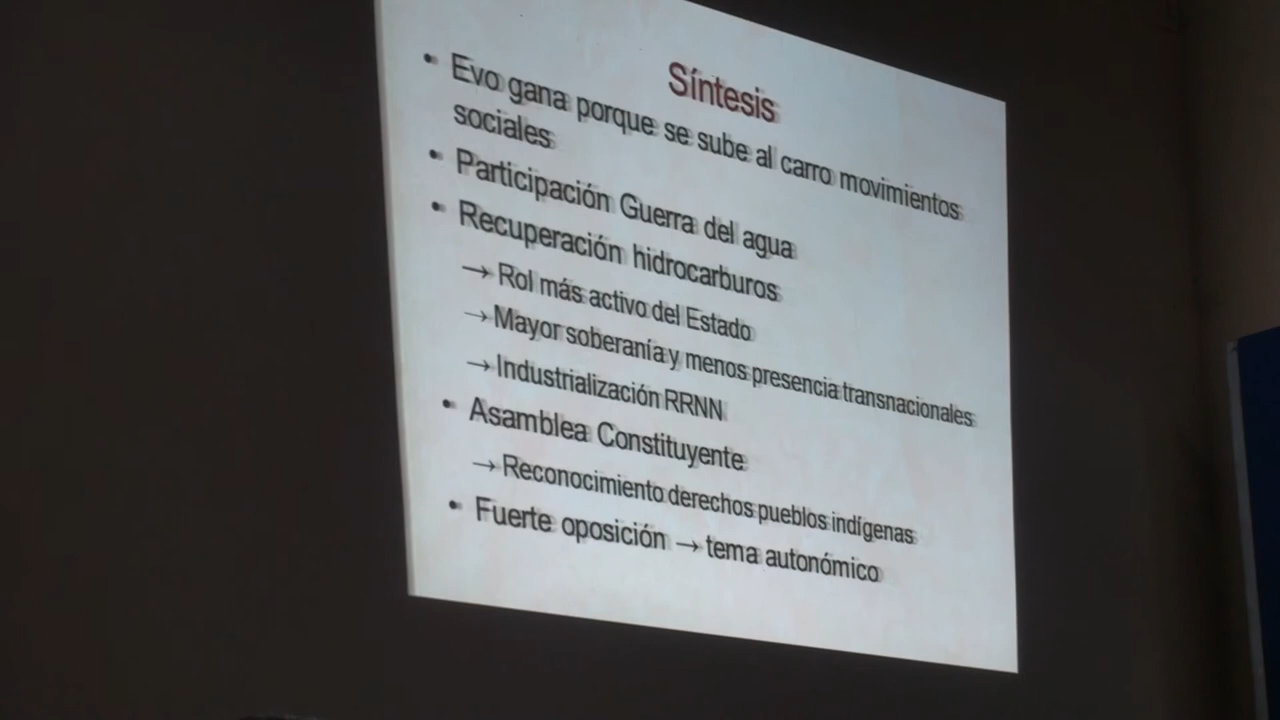 Síntesis
• Evo gana porque se sube al carro movimientos
sociales
• Participación Guerra del agua
• Recuperación hidrocarburos
→ Rol más activo del Estado
→ Mayor soberanía y menos presencia transnacionales
→ Industrialización RRNN
• Asamblea Constituyente
→ Reconocimiento derechos pueblos indígenas
• Fuerte oposición → tema autonómico